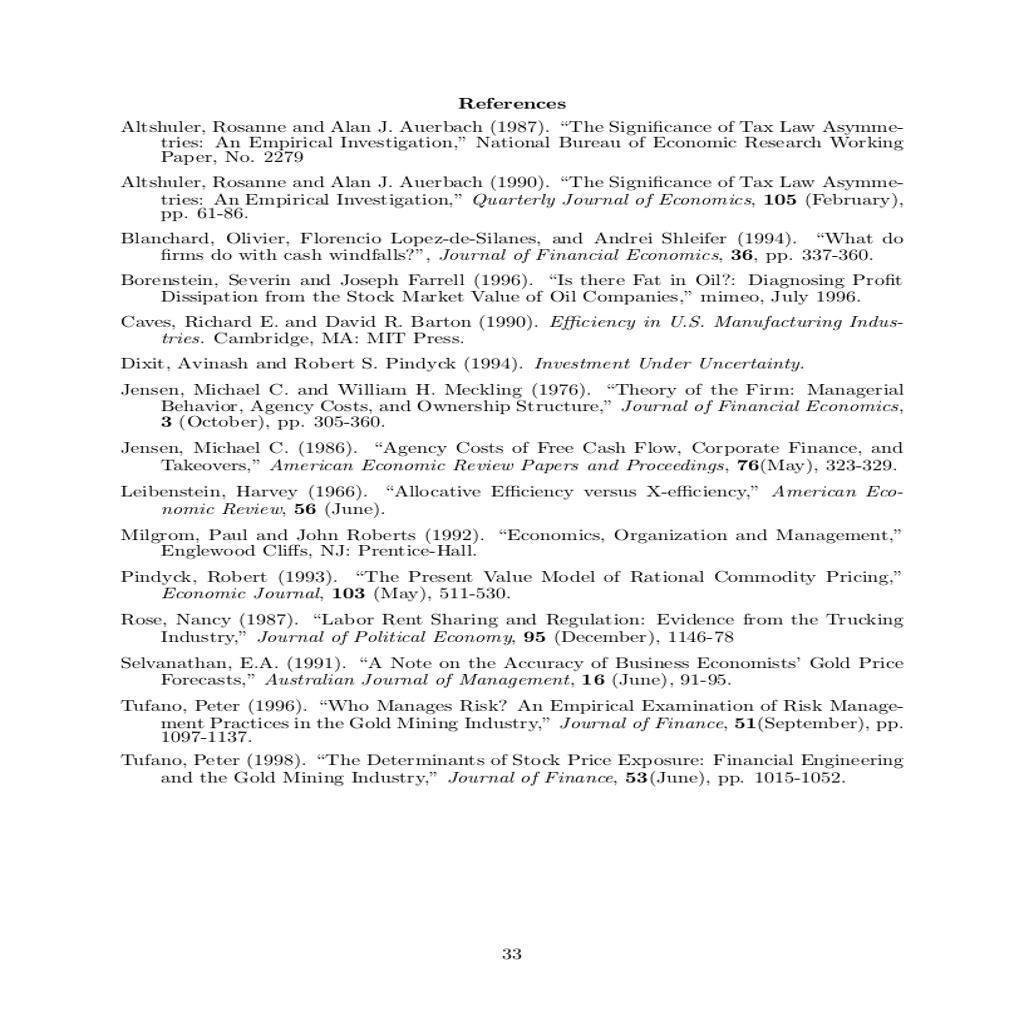 References
Altshuler, Rosanne and Alan J. Auerbach (1987). “The Significance of Tax Law Asymme-
tries: An Empirical Investigation,” National Bureau of Economic Research Working
Paper, No. 2279
Altshuler, Rosanne and Alan J. Auerbach (1990). “The Significance of Tax Law Asymme-
tries: An Empirical Investigation,” Quarterly Journal of Economics, 105 (February),
pp. 61-86.
Blanchard, Olivier, Florencio Lopez-de-Silanes, and Andrei Shleifer (1994). “What do
firms do with cash windfalls?”, Journal of Financial Economics, 36, pp. 337-360.
Borenstein, Severin and Joseph Farrell (1996). “Is there Fat in Oil?: Diagnosing Profit
Dissipation from the Stock Market Value of Oil Companies,” mimeo, July 1996.
Caves, Richard E. and David R. Barton (1990). Efficiency in U.S. Manufacturing Indus-
tries. Cambridge, MA: MIT Press.
Dixit, Avinash and Robert S. Pindyck (1994). Investment Under Uncertainty.
Jensen, Michael C. and William H. Meckling (1976). “Theory of the Firm: Managerial
Behavior, Agency Costs, and Ownership Structure,” Journal of Financial Economics,
3 (October), pp. 305-360.
Jensen, Michael C. (1986). “Agency Costs of Free Cash Flow, Corporate Finance, and
Takeovers,” American Economic Review Papers and Proceedings, 76(May), 323-329.
Leibenstein, Harvey (1966). “Allocative Efficiency versus X-efficiency,” American Eco-
nomic Review, 56 (June).
Milgrom, Paul and John Roberts (1992). “Economics, Organization and Management,”
Englewood Cliffs, NJ: Prentice-Hall.
Pindyck, Robert (1993). “The Present Value Model of Rational Commodity Pricing,”
Economic Journal, 103 (May), 511-530.
Rose, Nancy (1987). “Labor Rent Sharing and Regulation: Evidence from the Trucking
Industry,” Journal of Political Economy, 95 (December), 1146-78
Selvanathan, E.A. (1991). “A Note on the Accuracy of Business Economists’ Gold Price
Forecasts,” Australian Journal of Management, 16 (June), 91-95.
Tufano, Peter (1996). “Who Manages Risk? An Empirical Examination of Risk Manage-
ment Practices in the Gold Mining Industry,” Journal of Finance, 51(September), pp.
1097-1137.
Tufano, Peter (1998). “The Determinants of Stock Price Exposure: Financial Engineering
and the Gold Mining Industry,” Journal of Finance, 53(June), pp. 1015-1052.
33